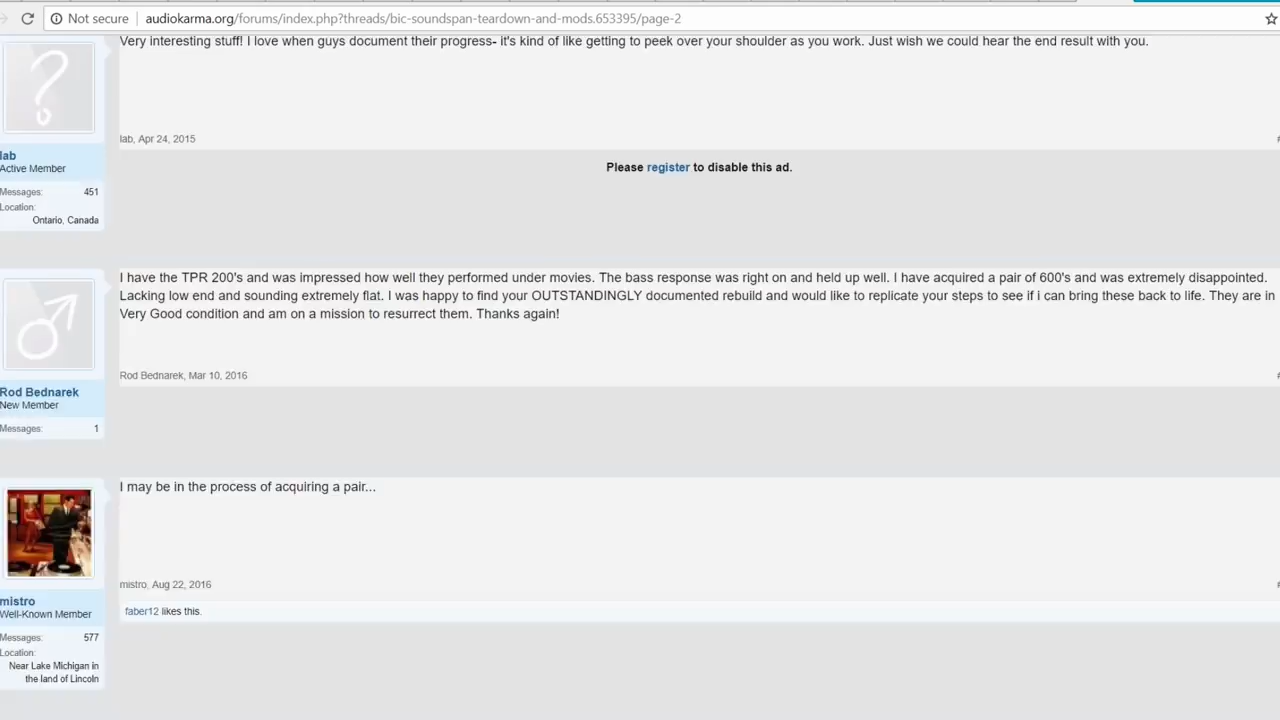 Not secure
audiokarma.org/forums/index.php?threads/bic-soundspan-teardown-and-mods.653395/page-2
Very interesting stuff! I love when guys document their progress- it's kind of like getting to peek over your shoulder as you work. Just wish we could hear the end result with you.
lab, Apr 24, 2015
lab
Active Member
Messages: 451
Location:
Ontario, Canada
Please register to disable this ad.
I have the TPR 200's and was impressed how well they performed under movies. The bass response was right on and held up well. I have acquired a pair of 600's and was extremely disappointed.
Lacking low end and sounding extremely flat. I was happy to find your OUTSTANDINGLY documented rebuild and would like to replicate your steps to see if i can bring these back to life. They are in
Very Good condition and am on a mission to resurrect them. Thanks again!
Rod Bednarek, Mar 10, 2016
Rod Bednarek
New Member
Messages: 1
I may be in the process of acquiring a pair...
mistro, Aug 22, 2016
faber12 likes this.
mistro
Well-Known Member
Messages: 577
Location:
Near Lake Michigan in
the land of Lincoln